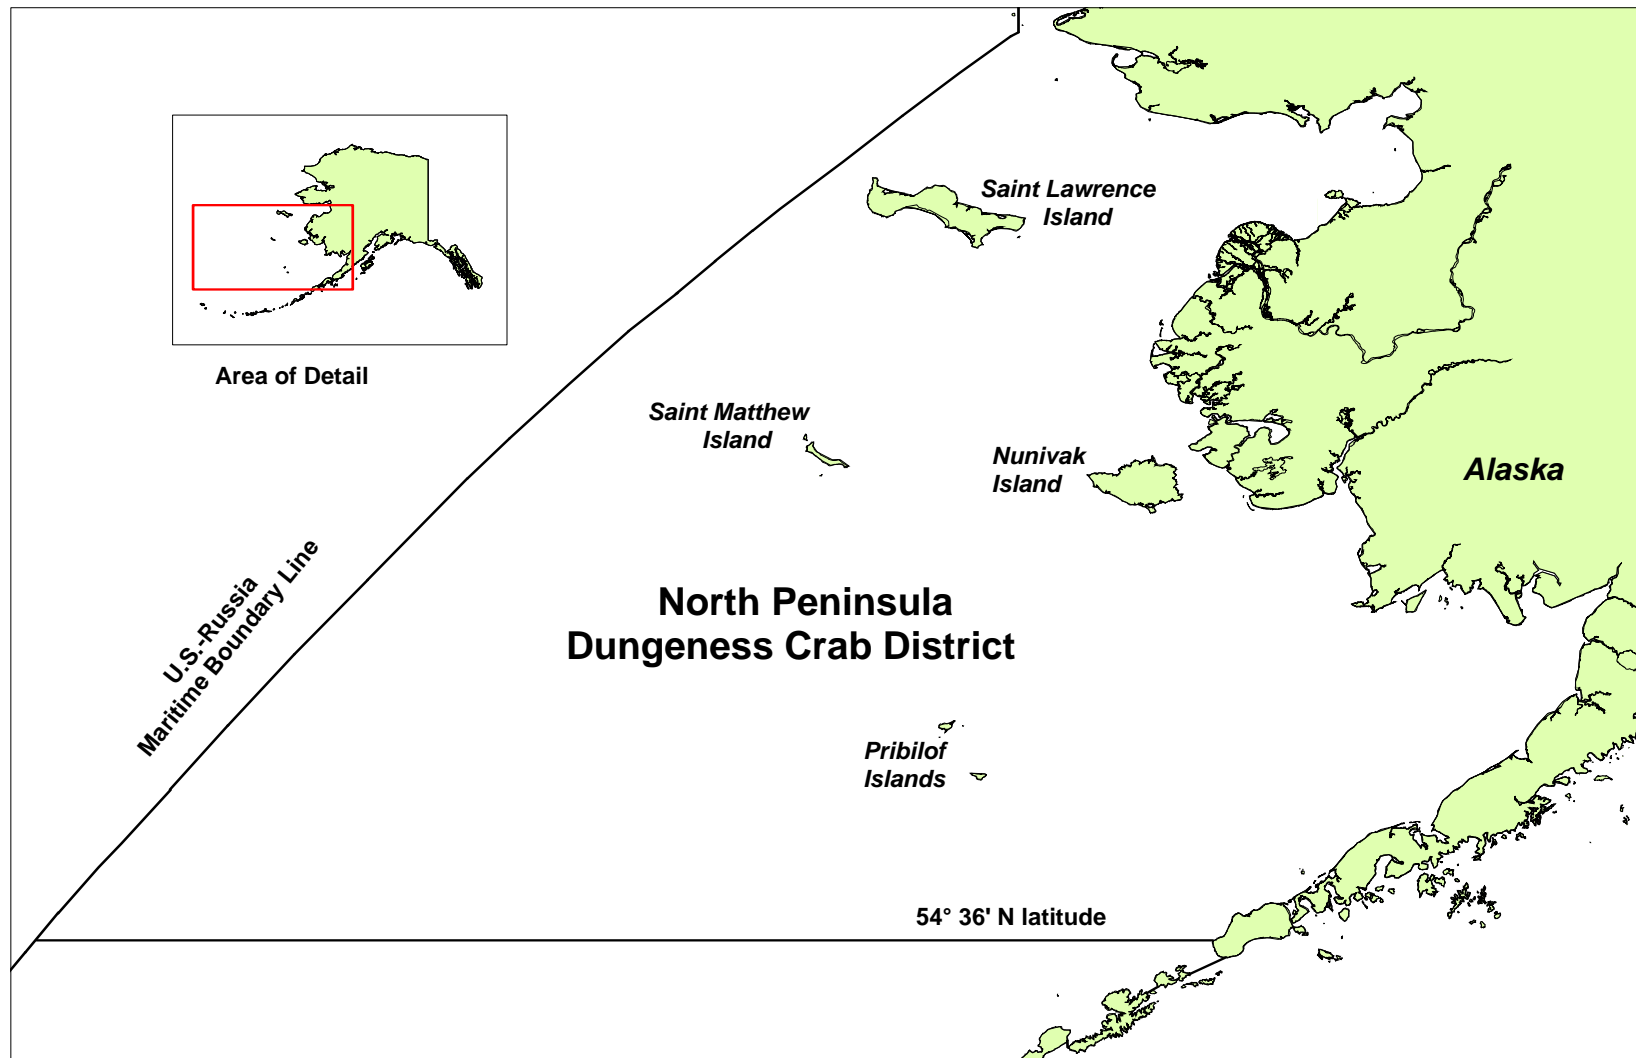 Saint Lawrence
Island
Area of Detail
Saint Matthew
Island
Nunivak
Island
Alaska
U.S.-Russia
Maritime Boundary Line
North Peninsula
Dungeness Crab District
Pribilof
Islands
54° 36' N latitude